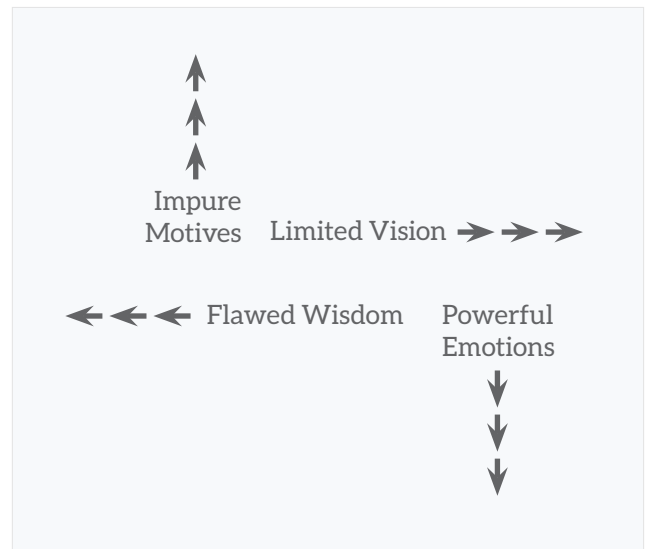 Impure
Motives
Limited Vision
Flawed Wisdom
Powerful
Emotions